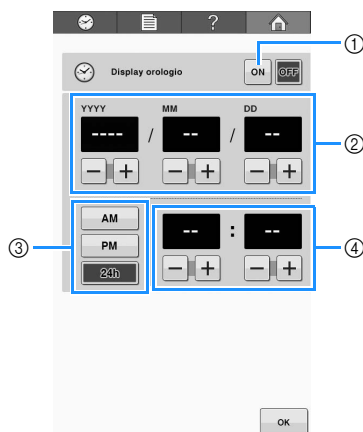 ?
①
Display orologio ON OFF
YYYY MM DD
---- / -- / -- ②
− + − + − +
AM
③ PM -- : -- ④
24h − + − +
OK